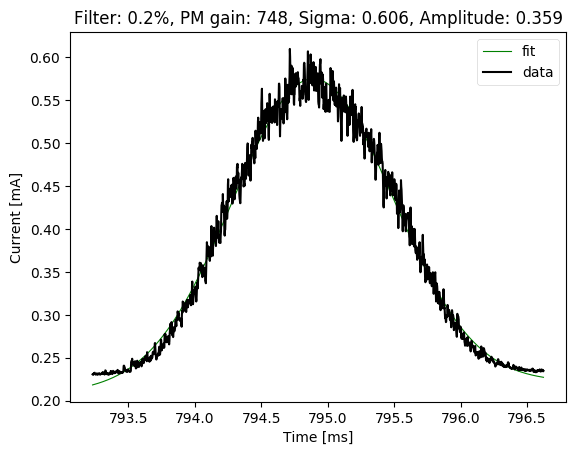 Filter: 0.2%, PM gain: 748, Sigma: 0.606, Amplitude: 0.359
fit
data
Current [mA]
0.60
0.55
0.50
0.45
0.40
0.35
0.30
0.25
0.20
793.5 794.0 794.5 795.0 795.5 796.0 796.5
Time [ms]